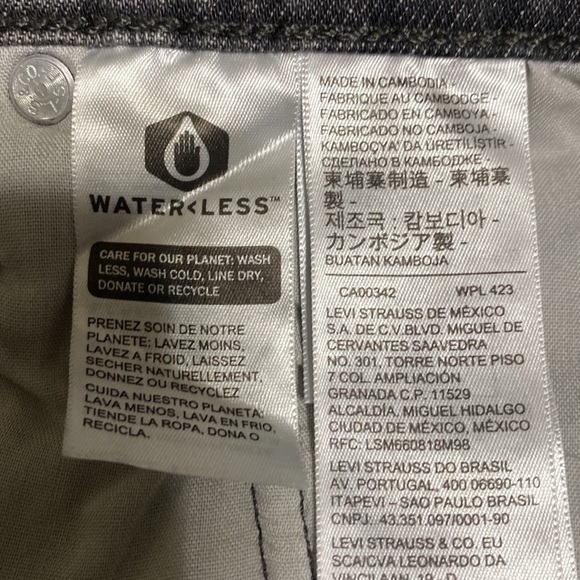 WATER<LESS™
CARE FOR OUR PLANET: WASH
LESS, WASH COLD, LINE DRY,
DONATE OR RECYCLE
PRENEZ SOIN DE NOTRE
PLANETE: LAVEZ MOINS,
LAVEZ A FROID, LAISSEZ
SECHER NATURELLEMENT,
DONNEZ OU RECYCLEZ
CUIDA NUESTRO PLANETA:
LAVA MENOS, LAVA EN FRIO,
TIENDE LA ROPA, DONA O
RECICLA.
MADE IN CAMBODIA -
FABRIQUE AU CAMBODGE -
FABRICADO EN CAMBOYA -
FABRICADO NO CAMBOJA -
KAMBOÇYA' DA ÜRETİLİSTİR -
СДЕЛАНО В КАМБОДЖЕ -
柬埔寨制造 - 柬埔寨
製 -
제조국 : 캄보디아 -
カンボジア製 -
BUATAN KAMBOJA
CA00342 WPL 423
LEVI STRAUSS DE MÉXICO
S.A. DE C.V.BLVD. MIGUEL DE
CERVANTES SAAVEDRA
NO. 301, TORRE NORTE PISO
7 COL. AMPLIACIÓN
GRANADA C.P. 11529
ALCALDÍA. MIGUEL HIDALGO
CIUDAD DE MÉXICO, MÉXICO
RFC: LSM660818M98
LEVI STRAUSS DO BRASIL
AV. PORTUGAL, 400 06690-110
ITAPEVI - SAO PAULO BRASIL
CNPJ: 43.351.097/0001-90
LEVI STRAUSS & CO. EU
SCA/CVA LEONARDO DA